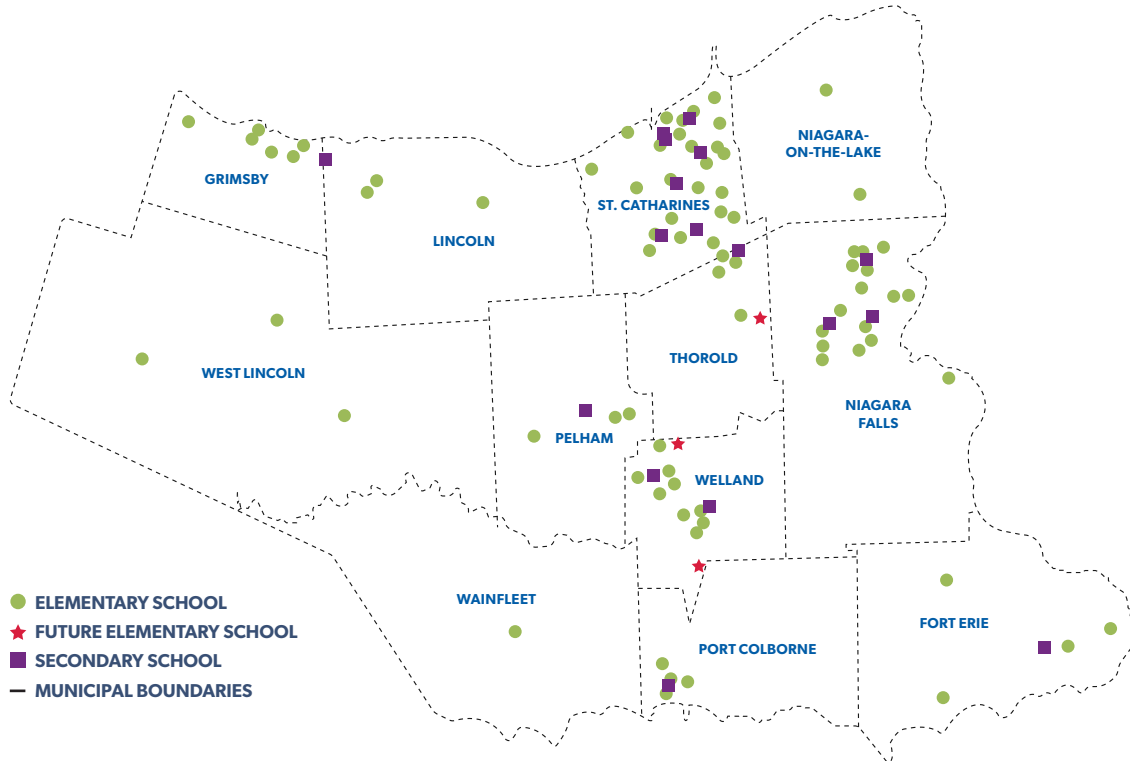 NIAGARA-
ON-THE-LAKE
GRIMSBY
ST. CATHARINES
LINCOLN
THOROLD
WEST LINCOLN
NIAGARA
FALLS
PELHAM
WELLAND
WAINFLEET
FORT ERIE
PORT COLBORNE
ELEMENTARY SCHOOL
FUTURE ELEMENTARY SCHOOL
SECONDARY SCHOOL
MUNICIPAL BOUNDARIES